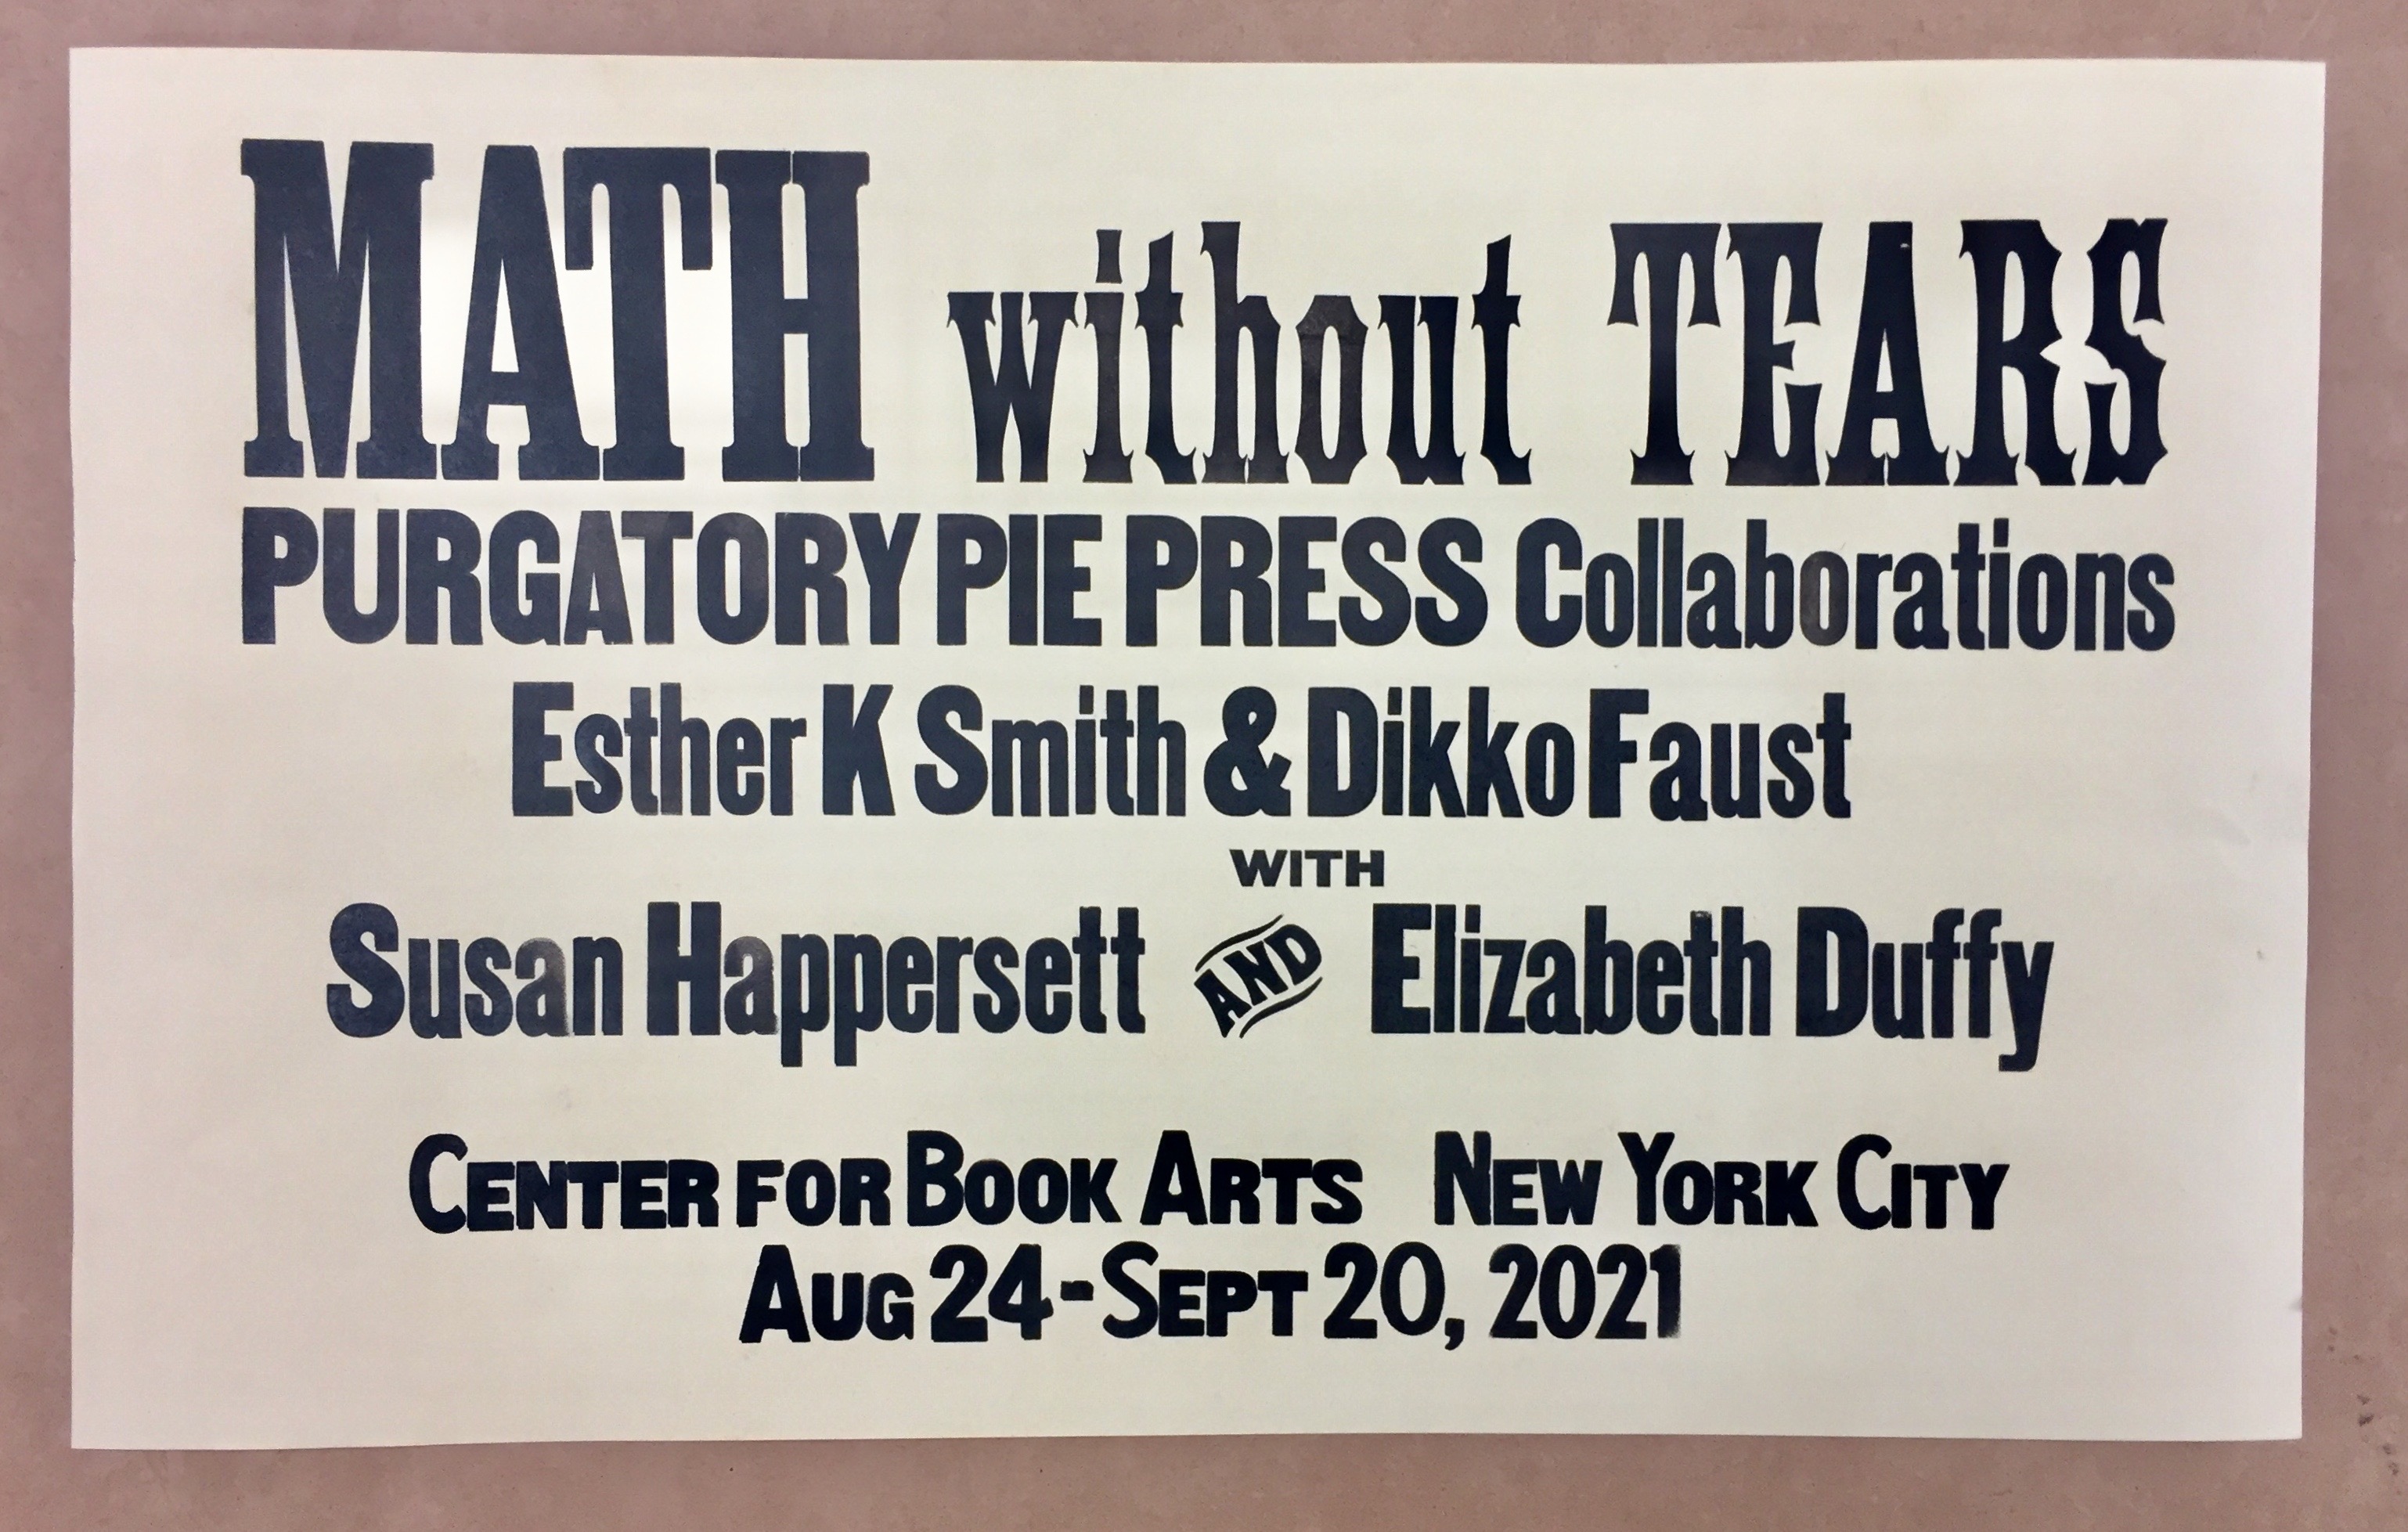 MATH without TEARS
PURGATORY PIE PRESS Collaborations
Esther K Smith & Dikko Faust
WITH
Susan Happersett AND Elizabeth Duffy
CENTER FOR BOOK ARTS NEW YORK CITY
AUG 24-SEPT 20, 2021